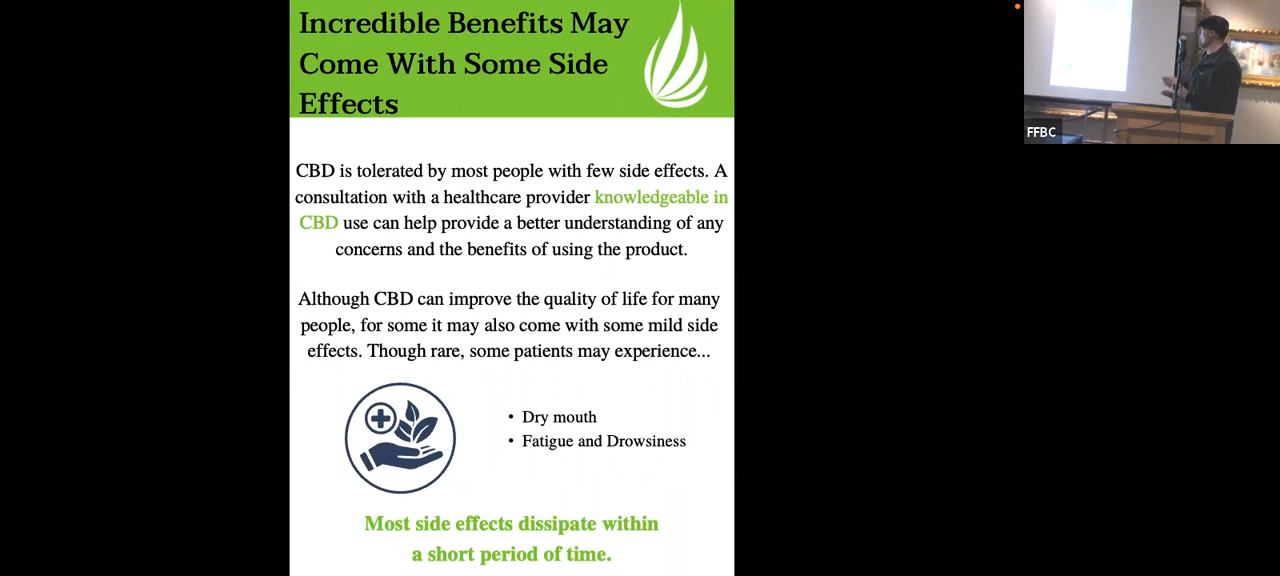 Incredible Benefits May
Come With Some Side
Effects
CBD is tolerated by most people with few side effects. A
consultation with a healthcare provider knowledgeable in
CBD use can help provide a better understanding of any
concerns and the benefits of using the product.
Although CBD can improve the quality of life for many
people, for some it may also come with some mild side
effects. Though rare, some patients may experience...
• Dry mouth
• Fatigue and Drowsiness
Most side effects dissipate within
a short period of time.
FFBC